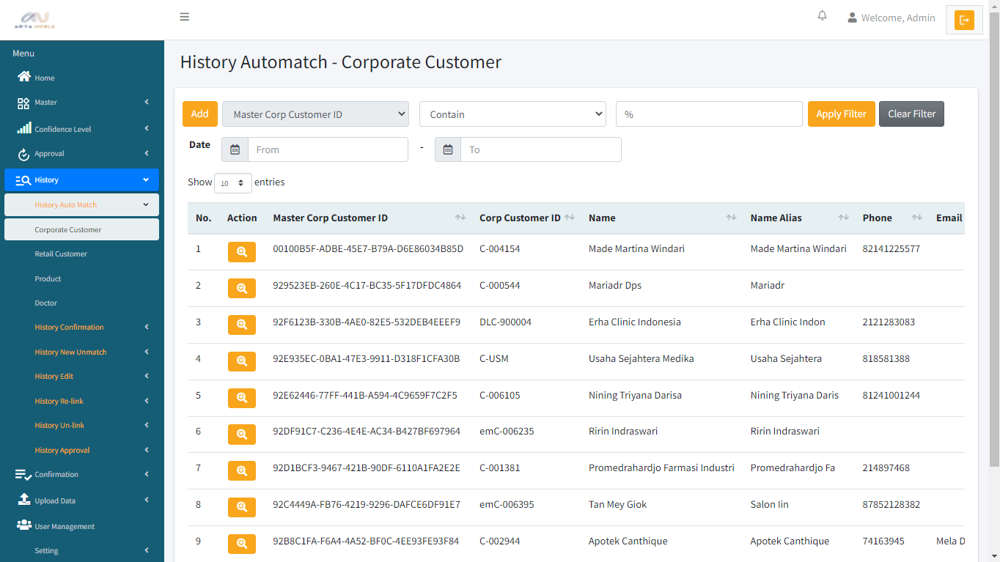 ARTA NOBLE
Welcome, Admin
Menu
Home
Master
Confidence Level
Approval
History
History Auto Match
Corporate Customer
Retail Customer
Product
Doctor
History Confirmation
History New Unmatch
History Edit
History Re-link
History Un-link
History Approval
Confirmation
Upload Data
User Management
Setting
History Automatch - Corporate Customer
Add Master Corp Customer ID Contain % Apply Filter Clear Filter
Date From - To
Show 10 entries
No. Action Master Corp Customer ID Corp Customer ID Name Name Alias Phone Email
1 00100B5F-ADBE-45E7-B79A-D6E86034B85D C-004154 Made Martina Windari Made Martina Windari 82141225577
2 929523EB-260E-4C17-BC35-5F17DFDC4864 C-000544 Mariadr Dps Mariadr
3 92F6123B-330B-4AE0-82E5-532DEB4EEEF9 DLC-900004 Erha Clinic Indonesia Erha Clinic Indon 2121283083
4 92E935EC-0BA1-47E3-9911-D318F1CFA30B C-USM Usaha Sejahtera Medika Usaha Sejahtera 818581388
5 92E62446-77FF-441B-A594-4C9659F7C2F5 C-006105 Nining Triyana Darisa Nining Triyana Daris 81241001244
6 92DF91C7-C236-4E4E-AC34-B427BF697964 emC-006235 Ririn Indraswari Ririn Indraswari
7 92D1BCF3-9467-421B-90DF-6110A1FA2E2E C-001381 Promedrahardjo Farmasi Industri Promedrahardjo Fa 214897468
8 92C4449A-FB76-4219-9296-DAFCE6DF91E7 emC-006395 Tan Mey Giok Salon Iin 87852128382
9 92B8C1FA-F6A4-4A52-BF0C-4EE93FE93F84 C-002944 Apotek Canthique Apotek Canthique 74163945 Mela D